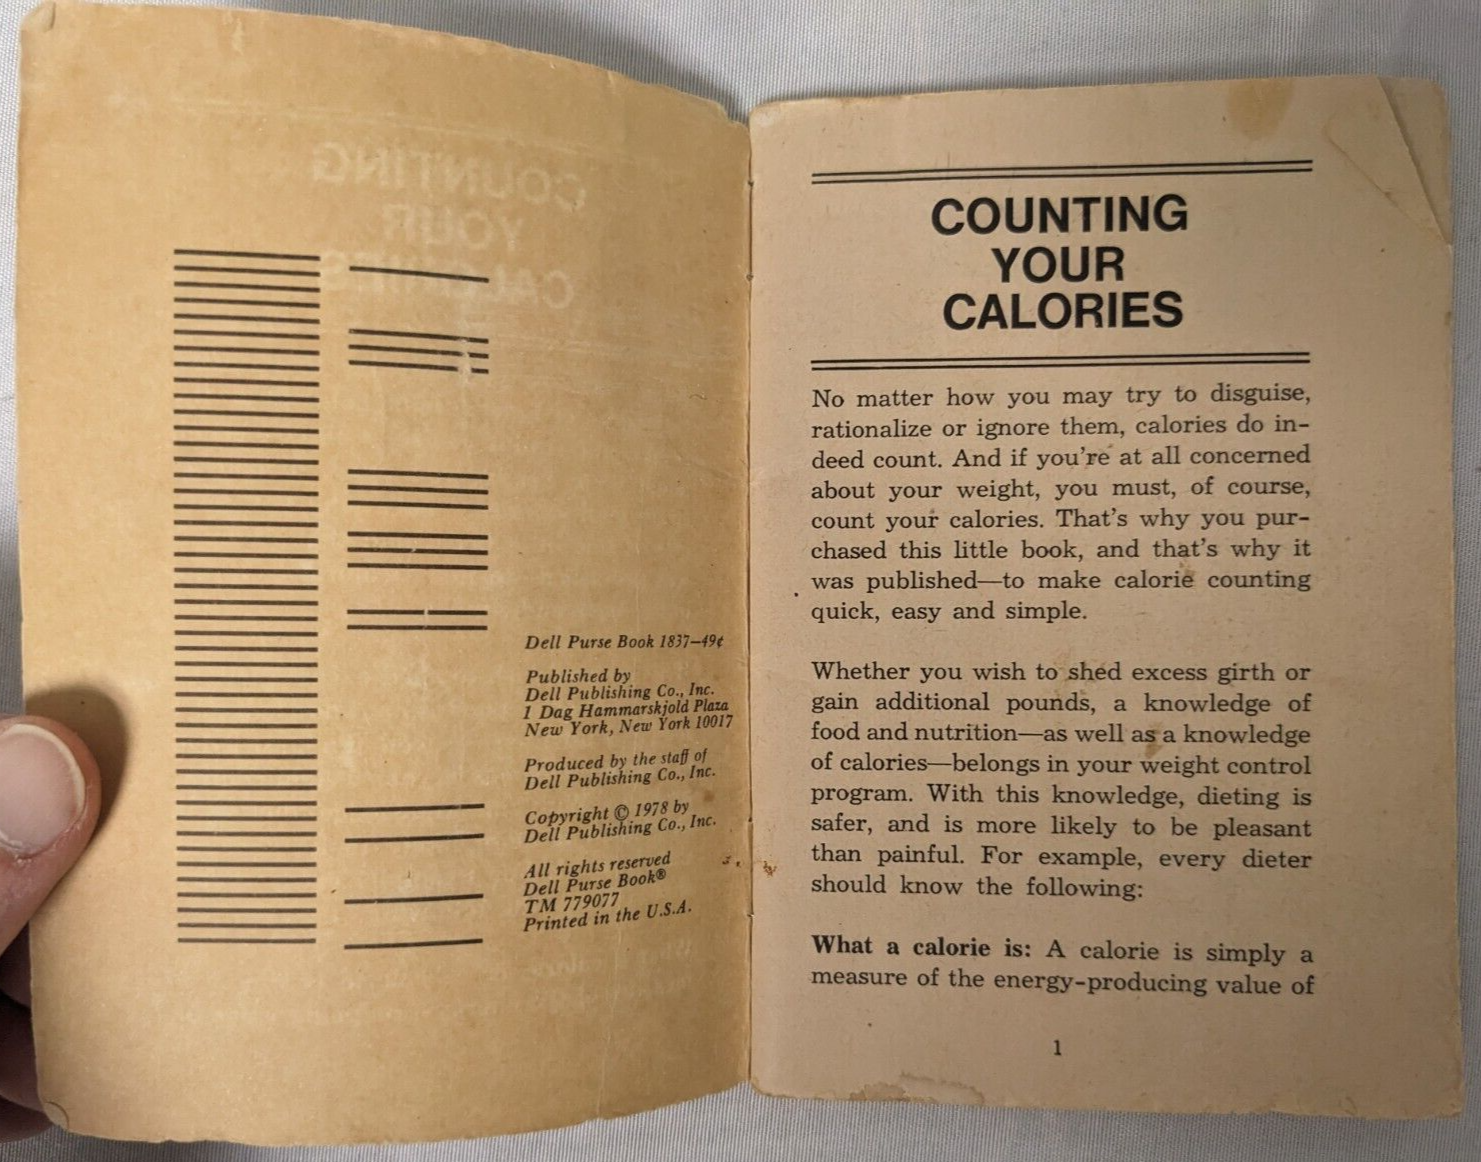 Dell Purse Book 1837–49¢
Published by
Dell Publishing Co., Inc.
1 Dag Hammarskjold Plaza
New York, New York 10017
Produced by the staff of
Dell Publishing Co., Inc.
Copyright © 1978 by
Dell Publishing Co., Inc.
All rights reserved
Dell Purse Book®
TM 779077
Printed in the U.S.A.
COUNTING
YOUR
CALORIES
No matter how you may try to disguise,
rationalize or ignore them, calories do in-
deed count. And if you're at all concerned
about your weight, you must, of course,
count your calories. That's why you pur-
chased this little book, and that's why it
was published—to make calorie counting
quick, easy and simple.
Whether you wish to shed excess girth or
gain additional pounds, a knowledge of
food and nutrition—as well as a knowledge
of calories—belongs in your weight control
program. With this knowledge, dieting is
safer, and is more likely to be pleasant
than painful. For example, every dieter
should know the following:
What a calorie is: A calorie is simply a
measure of the energy-producing value of
1